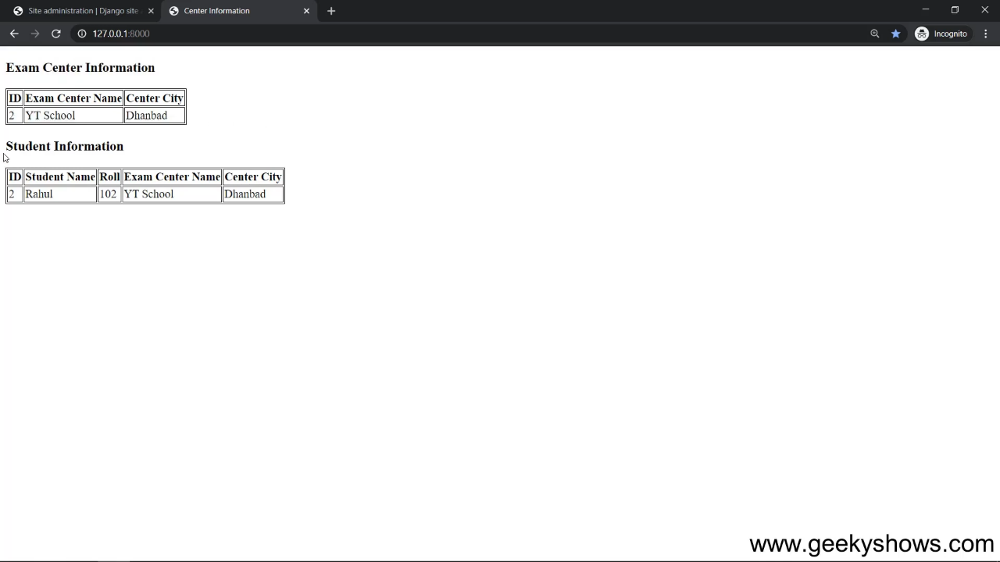 Site administration | Django site
Center Information
127.0.0.1:8000
Incognito
Exam Center Information
ID Exam Center Name Center City
2 YT School Dhanbad
Student Information
ID Student Name Roll Exam Center Name Center City
2 Rahul 102 YT School Dhanbad
www.geekyshows.com